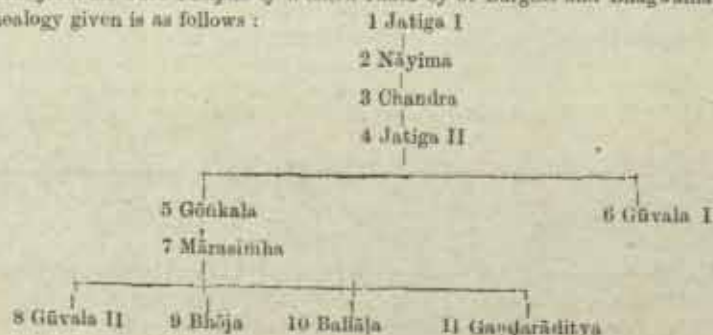 ealogy given is as follows :
1 Jatiga I
2 Nāyima
3 Chandra
4 Jatiga II
5 Gōṅkala 6 Gūvala I
7 Mārasiṁha
8 Gūvala II 9 Bhōja 10 Ballāḷa 11 Gaṇḍarāditya